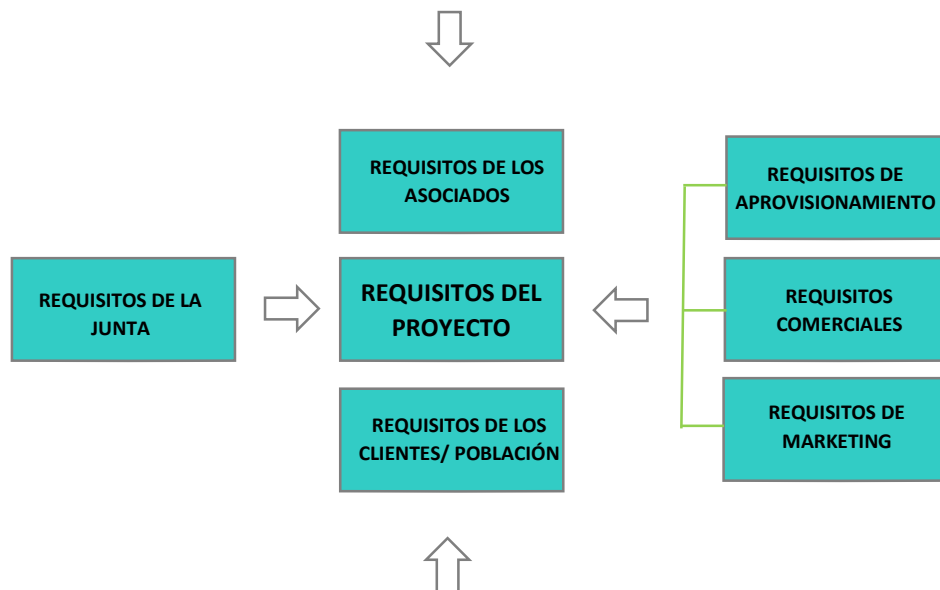 REQUISITOS DE LOS
ASOCIADOS
REQUISITOS DE
APROVISIONAMIENTO
REQUISITOS DE LA
JUNTA
REQUISITOS DEL
PROYECTO
REQUISITOS
COMERCIALES
REQUISITOS DE LOS
CLIENTES/ POBLACIÓN
REQUISITOS DE
MARKETING